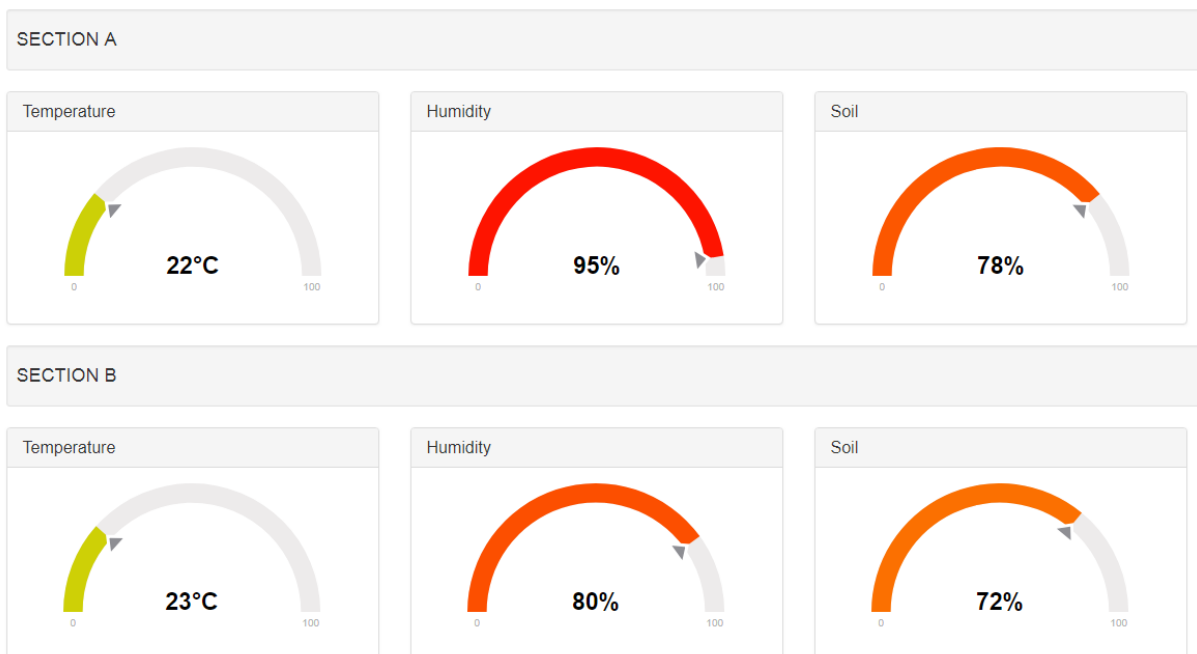 SECTION A
Temperature Humidity Soil
22°C 95% 78%
0 100 0 100 0 100
SECTION B
Temperature Humidity Soil
23°C 80% 72%
0 100 0 100 0 100